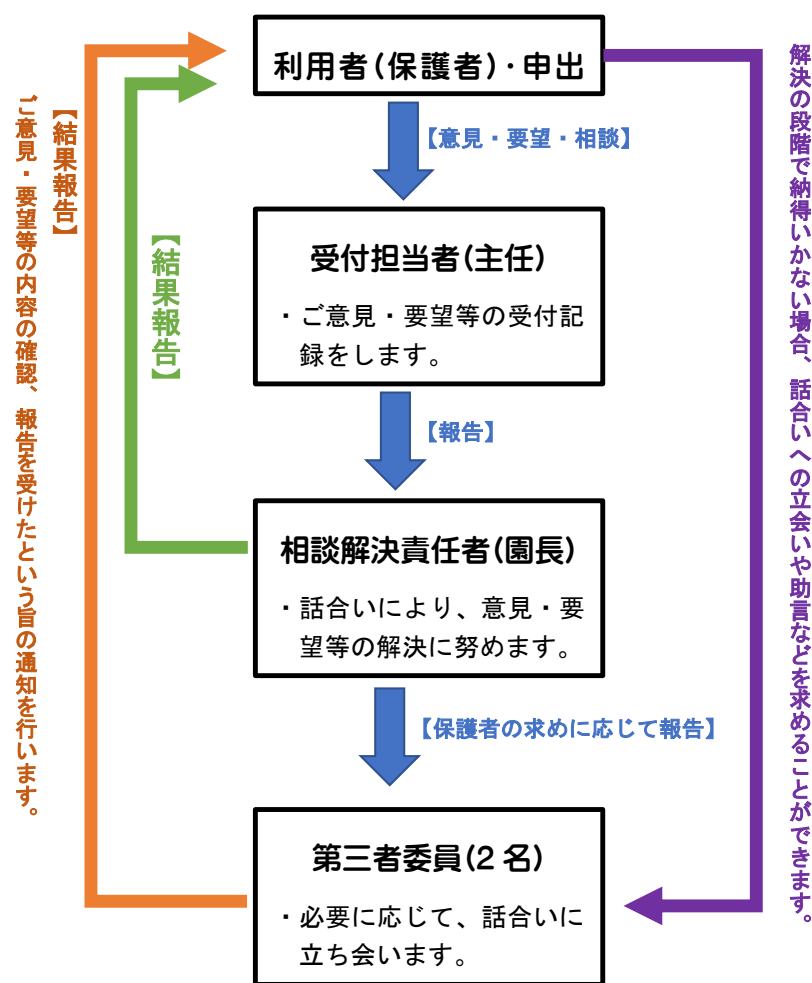 利用者(保護者)・申出
【意見・要望・相談】
受付担当者(主任)
・ご意見・要望等の受付記
録をします。
【報告】
相談解決責任者(園長)
・話合いにより、意見・要
望等の解決に努めます。
【保護者の求めに応じて報告】
第三者委員(2 名)
・必要に応じて、話合いに
立ち会います。
【結果報告】
【結果報告】
ご意見・要望等の内容の確認、報告を受けたという旨の通知を行います。
解決の段階で納得いかない場合、話合いへの立会いや助言などを求めることができます。